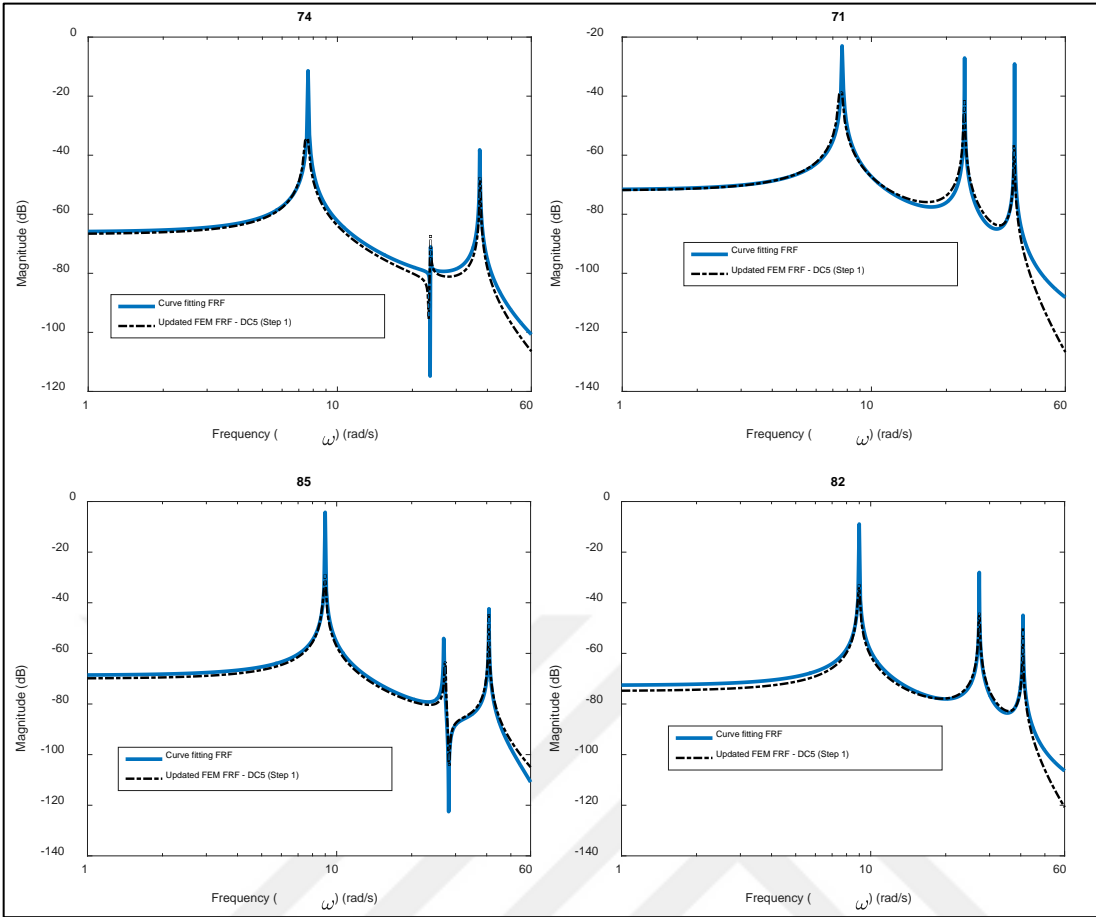 74
0
-20
-40
-60
-80
-100
-120
Magnitude (dB)
Curve fitting FRF
Updated FEM FRF - DC5 (Step 1)
1
10
60
Frequency ( ω) (rad/s)
71
-20
-40
-60
-80
-100
-120
-140
Magnitude (dB)
Curve fitting FRF
Updated FEM FRF - DC5 (Step 1)
1
10
60
Frequency ( ω) (rad/s)
85
0
-20
-40
-60
-80
-100
-120
-140
Magnitude (dB)
Curve fitting FRF
Updated FEM FRF - DC5 (Step 1)
1
10
60
Frequency ( ω) (rad/s)
82
0
-20
-40
-60
-80
-100
-120
-140
Magnitude (dB)
Curve fitting FRF
Updated FEM FRF - DC5 (Step 1)
1
10
60
Frequency ( ω) (rad/s)